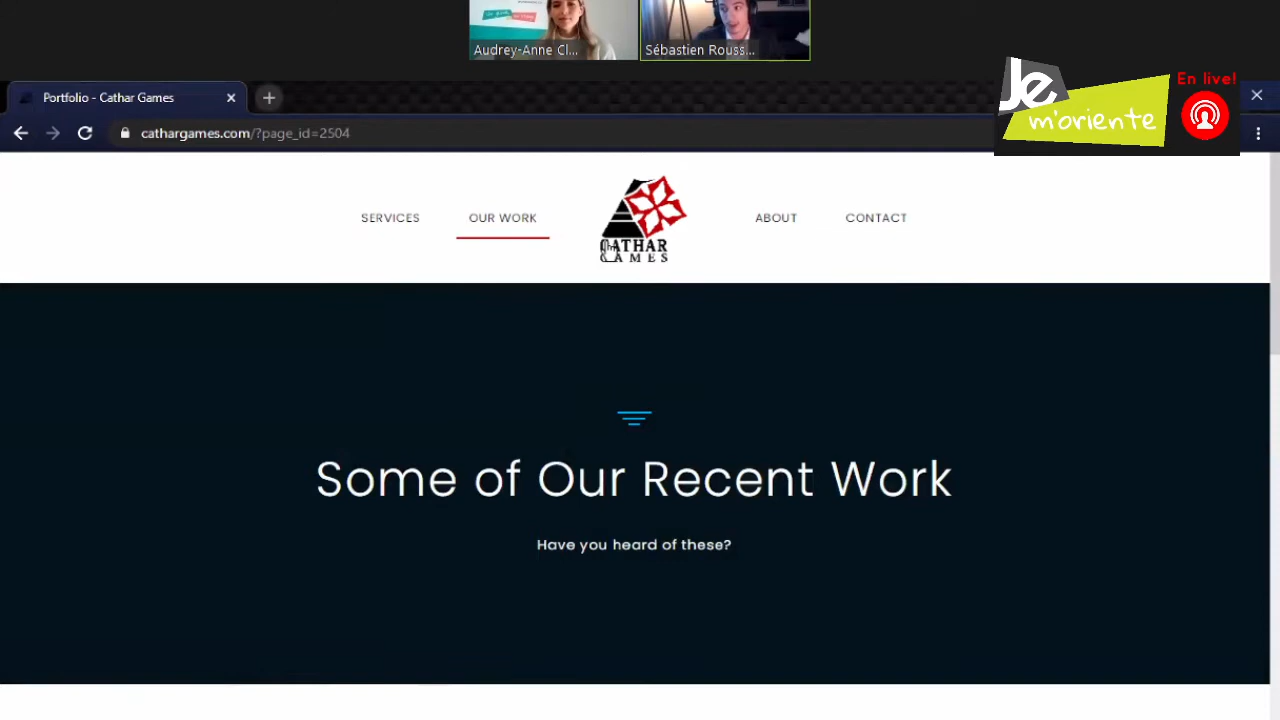 Audrey-Anne Cl...
Sébastien Rouss...
Je
m'oriente
En live!
Portfolio - Cathar Games
cathargames.com/?page_id=2504
SERVICES
OUR WORK
CATHAR
GAMES
ABOUT
CONTACT
Some of Our Recent Work
Have you heard of these?